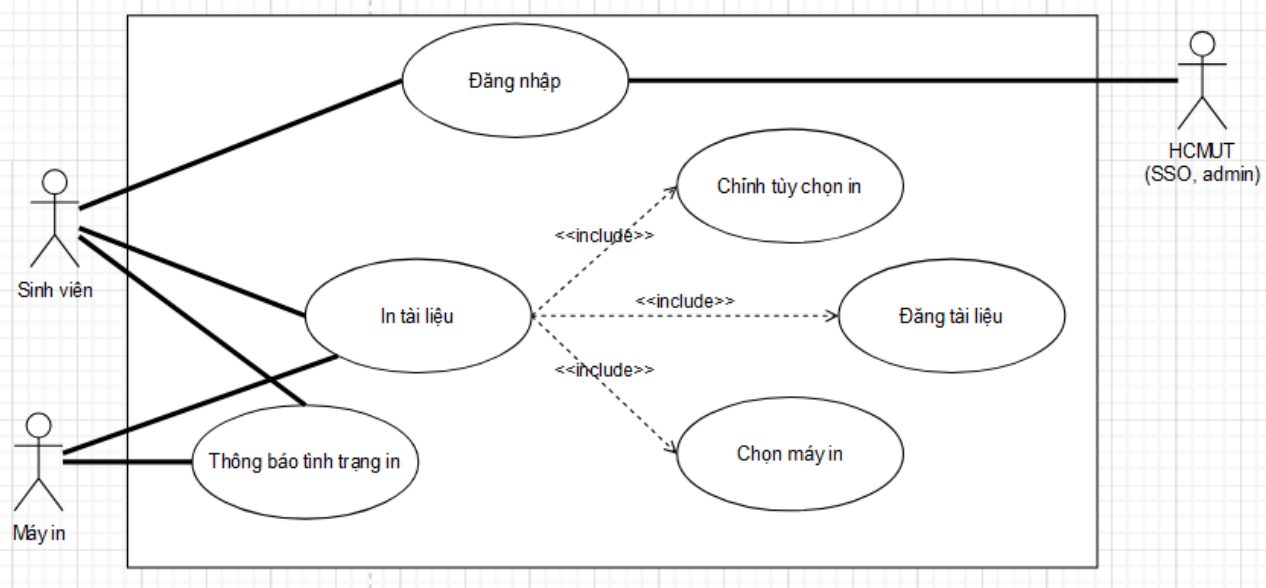 Đăng nhập
HCMUT
(SSO, admin)
Chỉnh tùy chọn in
<<include>>
Sinh viên
In tài liệu
<<include>>
Đăng tài liệu
<<include>>
Chọn máy in
Thông báo tình trạng in
Máy in